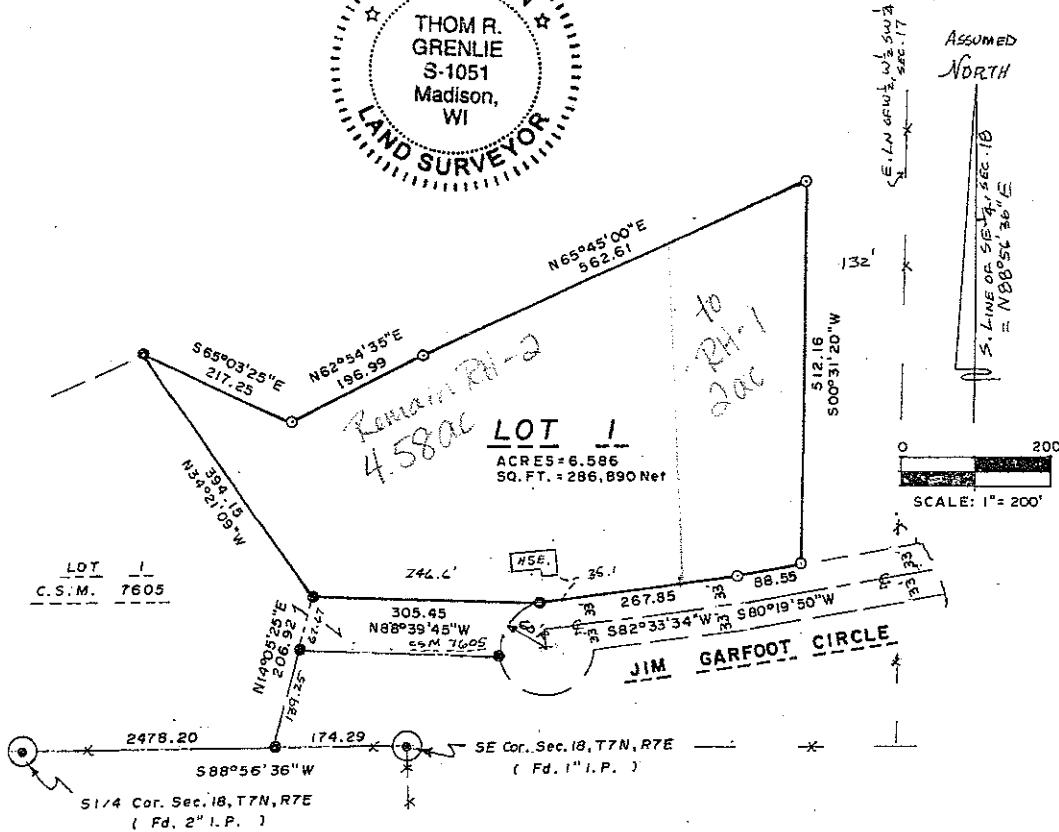 THOM R.
GRENLIE
S-1051
Madison,
WI
LAND SURVEYOR
E. LN OF W½, W½ SW¼
SEC. 17
ASSUMED
NORTH
S. LINE OF SE¼, SEC. 18
= N88°56'36"E
132'
N65°45'00"E
562.61
N62°54'35"E
196.99
S65°03'25"E
217.25
Remain RH-2
4.58ac
to
RH-1
2ac
512.16
S00°31'20"W
LOT 1
ACRES=6.586
SQ.FT. = 286,890 Net
0 200
SCALE: 1"= 200'
394.15
N34°21'09"W
LOT 1
C.S.M. 7605
HSE.
246.6'
35.1
305.45
N88°39'45"W
CSM 7605
267.85
88.55
33
33
33
33
33
33
S82°33'34"W
S80°19'50"W
JIM GARFOOT CIRCLE
N14°05'25"E
206.92
67.67
139.25
2478.20
174.29
S88°56'36"W
SE Cor. Sec. 18, T7N, R7E
( Fd. 1" I.P. )
S1/4 Cor. Sec. 18, T7N, R7E
( Fd. 2" I.P. )